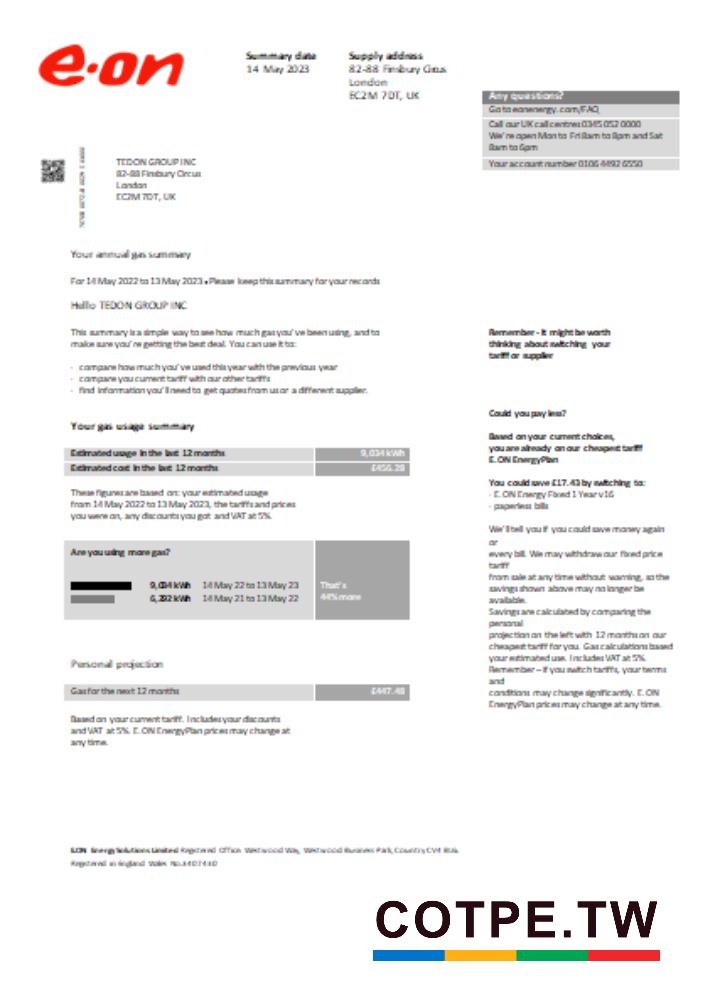 e·on
Summary date
14 May 2023
Supply address
82-88 Finsbury Circus
London
EC2M 7DT, UK
Any questions?
Go to eonenergy.com/FAQ
Call our UK call centres 0345 052 0000
We're open Mon to Fri 8am to 8pm and Sat
8am to 6pm
Your account number 0106 4492 6550
TEDON GROUP INC
82-88 Finsbury Circus
London
EC2M 7DT, UK
Your annual gas summary
For 14 May 2022 to 13 May 2023 • Please keep this summary for your records
Hello TEDON GROUP INC
This summary is a simple way to see how much gas you've been using, and to
make sure you're getting the best deal. You can use it to:
· compare how much you've used this year with the previous year
· compare you current tariff with our other tariffs
· find information you'll need to get quotes from us or a different supplier.
Your gas usage summary
Estimated usage in the last 12 months 9,034 kWh
Estimated cost in the last 12 months £456.28
These figures are based on: your estimated usage
from 14 May 2022 to 13 May 2023, the tariffs and prices
you were on, any discounts you got and VAT at 5%.
Are you using more gas?
9,034 kWh 14 May 22 to 13 May 23
6,292 kWh 14 May 21 to 13 May 22
That's
44% more
Personal projection
Gas for the next 12 months £447.48
Based on your current tariff. Includes your discounts
and VAT at 5%. E.ON EnergyPlan prices may change at
any time.
Remember - it might be worth
thinking about switching your
tariff or supplier
Could you pay less?
Based on your current choices,
you are already on our cheapest tariff
E.ON EnergyPlan
You could save £17.43 by switching to:
- E.ON Energy Fixed 1 Year v16
- paperless bills
We'll tell you if you could save money again
or
every bill. We may withdraw our fixed price
tariff
from sale at any time without warning, so the
savings shown above may no longer be
available.
Savings are calculated by comparing the
personal
projection on the left with 12 months on our
cheapest tariff for you. Gas calculations based
your estimated use. Includes VAT at 5%.
Remember – if you switch tariffs, your terms
and
conditions may change significantly. E.ON
EnergyPlan prices may change at any time.
E.ON Energy Solutions Limited Registered Office Westwood Way, Westwood Business Park, Country CV4 8LG.
Registered in England Wales No.3407430
COTPE.TW